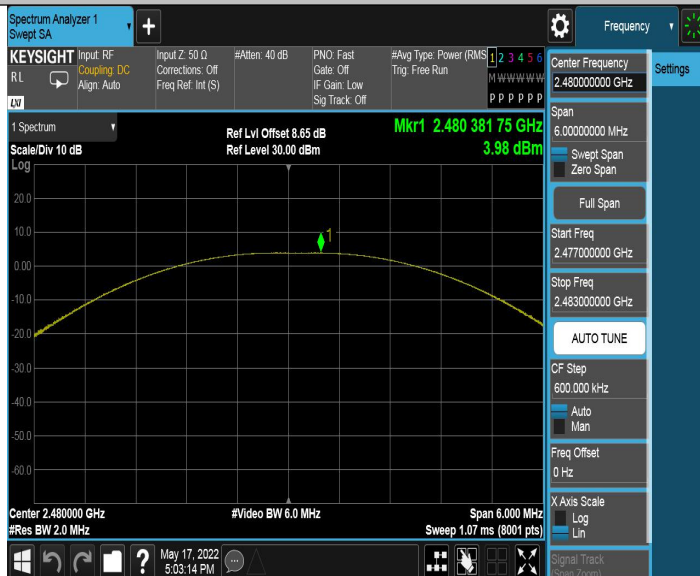 Spectrum Analyzer 1
Swept SA
+
Frequency
Settings
KEYSIGHT
RL
LXI
Input: RF
Coupling: DC
Align: Auto
Input Z: 50 Ω
Corrections: Off
Freq Ref: Int (S)
#Atten: 40 dB
PNO: Fast
Gate: Off
IF Gain: Low
Sig Track: Off
#Avg Type: Power (RMS
Trig: Free Run
1 2 3 4 5 6
M W W W W W
P P P P P P
1 Spectrum
Scale/Div 10 dB
Log
Ref Lvl Offset 8.65 dB
Ref Level 30.00 dBm
Mkr1 2.480 381 75 GHz
3.98 dBm
1
20.0
10.0
0.00
-10.0
-20.0
-30.0
-40.0
-50.0
-60.0
Center 2.480000 GHz
#Video BW 6.0 MHz
Span 6.000 MHz
#Res BW 2.0 MHz
Sweep 1.07 ms (8001 pts)
Center Frequency
2.480000000 GHz
Span
6.00000000 MHz
Swept Span
Zero Span
Full Span
Start Freq
2.477000000 GHz
Stop Freq
2.483000000 GHz
AUTO TUNE
CF Step
600.000 kHz
Auto
Man
Freq Offset
0 Hz
X Axis Scale
Log
Lin
Signal Track
(Span Zoom)
?
May 17, 2022
5:03:14 PM